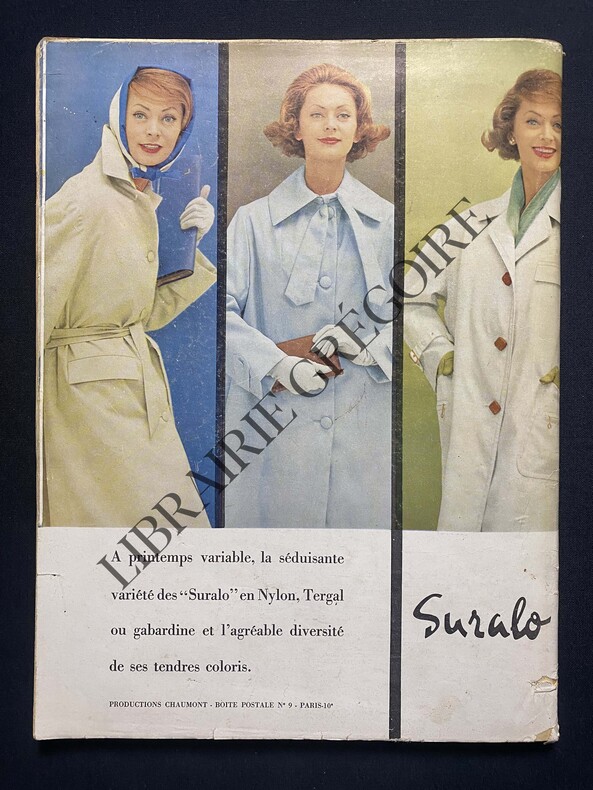 LIBRAIRIE GRÉGOIRE
A printemps variable, la séduisante
variété des "Suralo" en Nylon, Tergal
ou gabardine et l'agréable diversité
de ses tendres coloris.
PRODUCTIONS CHAUMONT - BOITE POSTALE N° 9 - PARIS-10e
Suralo